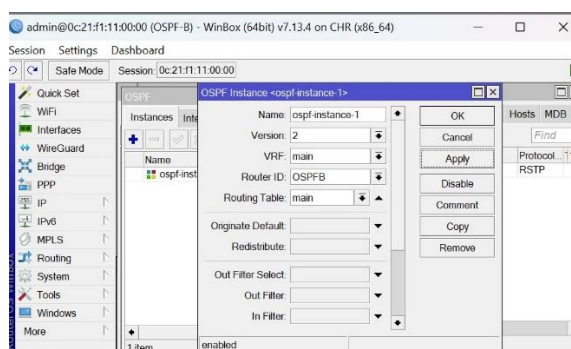 admin@0c:21:f1:11:00:00 (OSPF-B) - WinBox (64bit) v7.13.4 on CHR (x86_64)
Session Settings Dashboard
Safe Mode Session: 0c:21:f1:11:00:00
Quick Set
WiFi
Interfaces
WireGuard
Bridge
PPP
IP
IPv6
MPLS
Routing
System
Tools
Windows
More
OSPF
Instances
Name
ospf-inst
1 item
OSPF Instance <ospf-instance-1>
Name: ospf-instance-1
Version: 2
VRF: main
Router ID: OSPFB
Routing Table: main
Originate Default:
Redistribute:
Out Filter Select:
Out Filter:
In Filter:
enabled
OK
Cancel
Apply
Disable
Comment
Copy
Remove
Hosts MDB
Find
Protocol...
RSTP